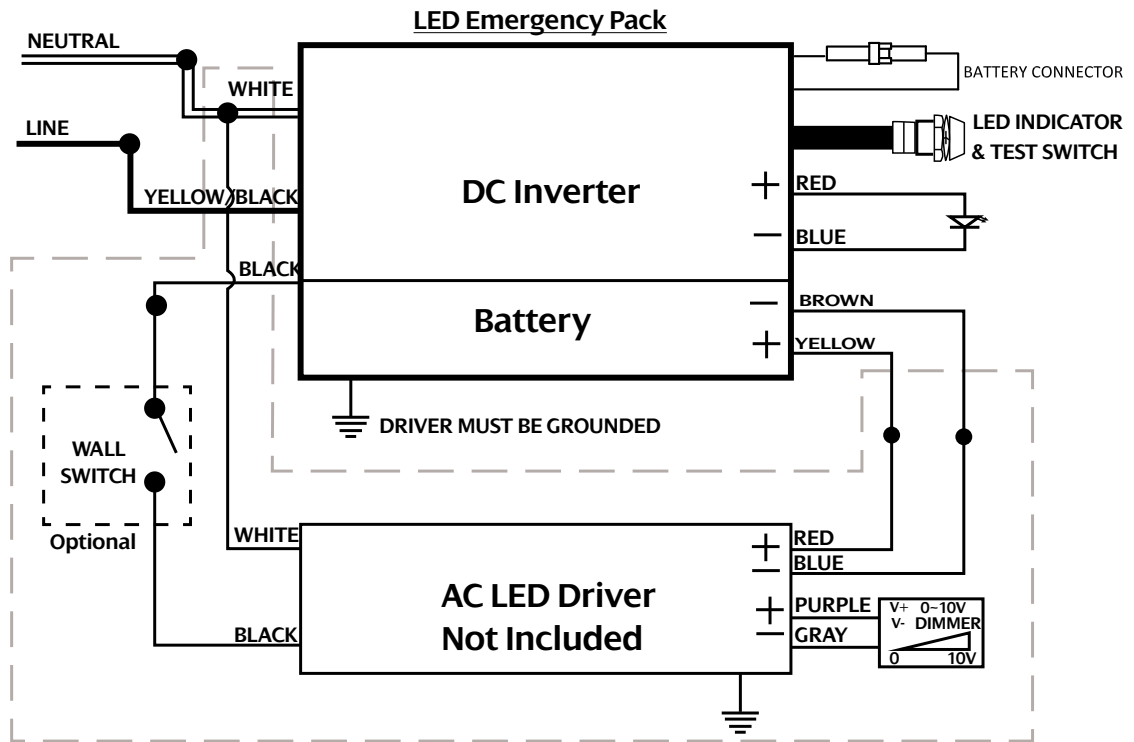 LED Emergency Pack
NEUTRAL
WHITE
LINE
YELLOW/BLACK
BLACK
DC Inverter
Battery
BATTERY CONNECTOR
LED INDICATOR
& TEST SWITCH
+ RED
− BLUE
− BROWN
+ YELLOW
DRIVER MUST BE GROUNDED
WALL
SWITCH
Optional
WHITE
BLACK
AC LED Driver
Not Included
+ RED
− BLUE
+ PURPLE
− GRAY
V+ 0~10V
V- DIMMER
0 10V